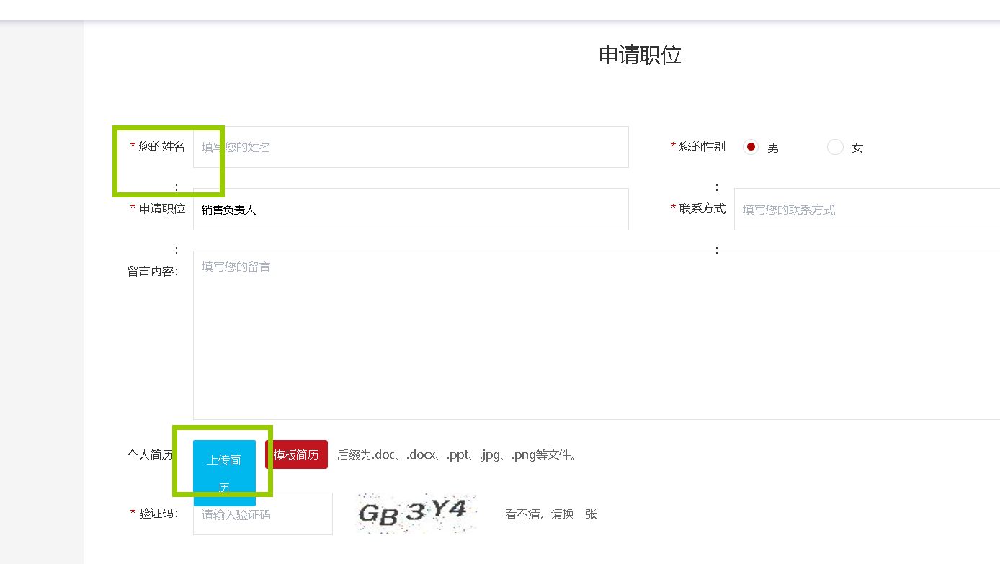 申请职位
* 您的姓名 填写您的姓名 * 您的性别 男 女
: :
* 申请职位 销售负责人 * 联系方式 填写您的联系方式
: :
留言内容: 填写您的留言
个人简历 上传简 模板简历 后缀为.doc、.docx、.ppt、.jpg、.png等文件。
历
* 验证码: 请输入验证码 GB3Y4 看不清，请换一张